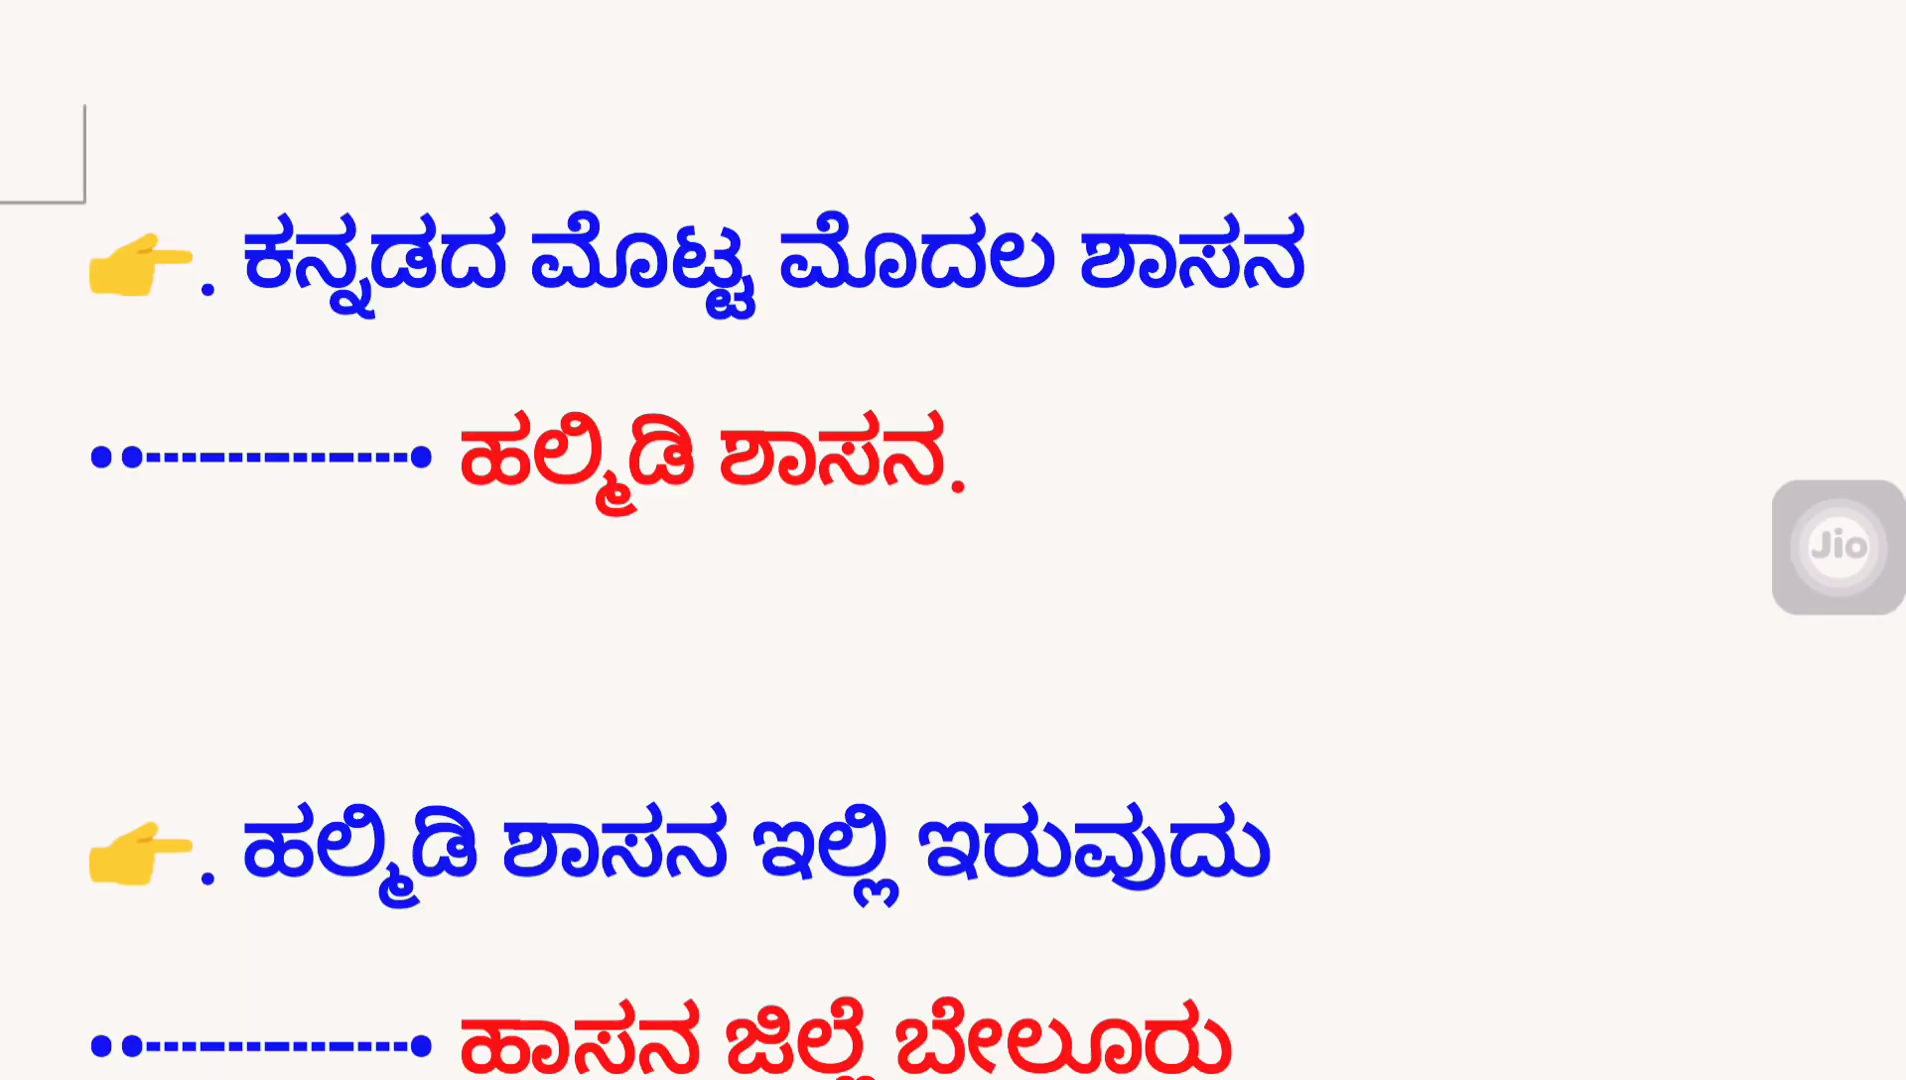 👉. ಕನ್ನಡದ ಮೊಟ್ಟ ಮೊದಲ ಶಾಸನ
••----------------• ಹಲ್ಮಿಡಿ ಶಾಸನ.
Jio
👉. ಹಲ್ಮಿಡಿ ಶಾಸನ ಇಲ್ಲಿ ಇರುವುದು
••----------------• ಹಾಸನ ಜಿಲ್ಲೆ ಬೇಲೂರು